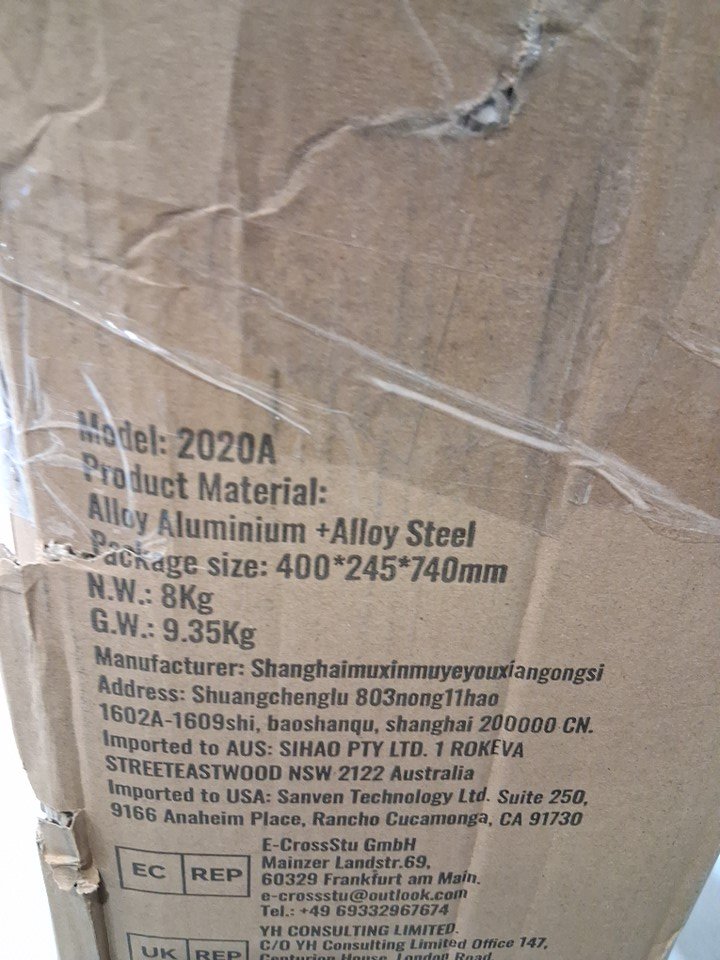 Model: 2020A
Product Material:
Alloy Aluminium +Alloy Steel
Package size: 400*245*740mm
N.W.: 8Kg
G.W.: 9.35Kg
Manufacturer: Shanghaimuxinmuyeyouxiangongsi
Address: Shuangchenglu 803nong11hao
1602A-1609shi, baoshanqu, shanghai 200000 CN.
Imported to AUS: SIHAO PTY LTD. 1 ROKEVA
STREETEASTWOOD NSW 2122 Australia
Imported to USA: Sanven Technology Ltd. Suite 250,
9166 Anaheim Place, Rancho Cucamonga, CA 91730
EC REP
E-CrossStu GmbH
Mainzer Landstr.69,
60329 Frankfurt am Main.
e-crossstu@outlook.com
Tel.: +49 69332967674
UK REP
YH CONSULTING LIMITED.
C/O YH Consulting Limited Office 147,
Centurion House, London Road,